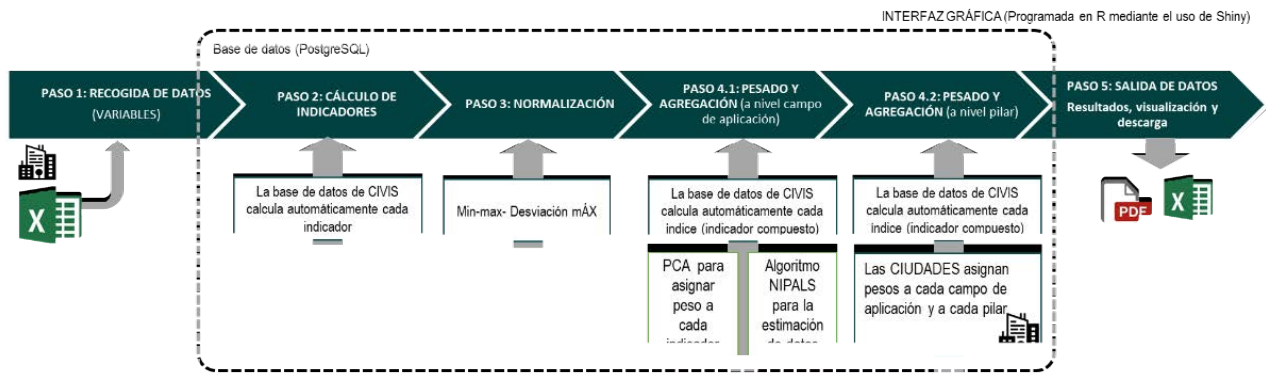 INTERFAZ GRÁFICA (Programada en R mediante el uso de Shiny)
Base de datos (PostgreSQL)
PASO 1: RECOGIDA DE DATOS
(VARIABLES)
PASO 2: CÁLCULO DE
INDICADORES
PASO 3: NORMALIZACIÓN
PASO 4.1: PESADO Y
AGREGACIÓN (a nivel campo
de aplicación)
PASO 4.2: PESADO Y
AGREGACIÓN (a nivel pilar)
PASO 5: SALIDA DE DATOS
Resultados, visualización y
descarga
X
La base de datos de CIVIS
calcula automáticamente cada
indicador
Min-max- Desviación mÁX
La base de datos de CIVIS
calcula automáticamente cada
índice (indicador compuesto)
La base de datos de CIVIS
calcula automáticamente cada
índice (indicador compuesto)
PDF
X
PCA para
asignar
peso a
cada
indicador
Algoritmo
NIPALS
para la
estimación
de datos
Las CIUDADES asignan
pesos a cada campo de
aplicación y a cada pilar